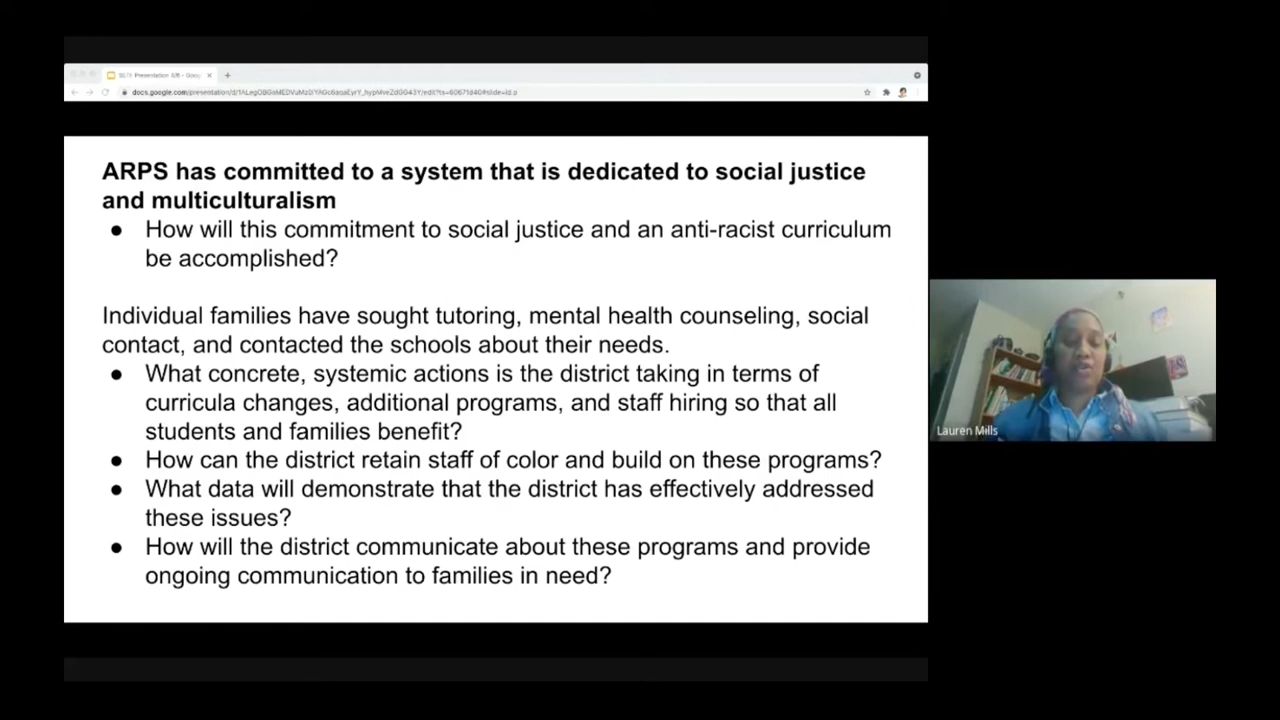 ARPS has committed to a system that is dedicated to social justice
and multiculturalism
● How will this commitment to social justice and an anti-racist curriculum
be accomplished?
Individual families have sought tutoring, mental health counseling, social
contact, and contacted the schools about their needs.
● What concrete, systemic actions is the district taking in terms of
curricula changes, additional programs, and staff hiring so that all
students and families benefit?
● How can the district retain staff of color and build on these programs?
● What data will demonstrate that the district has effectively addressed
these issues?
● How will the district communicate about these programs and provide
ongoing communication to families in need?
Lauren Mills